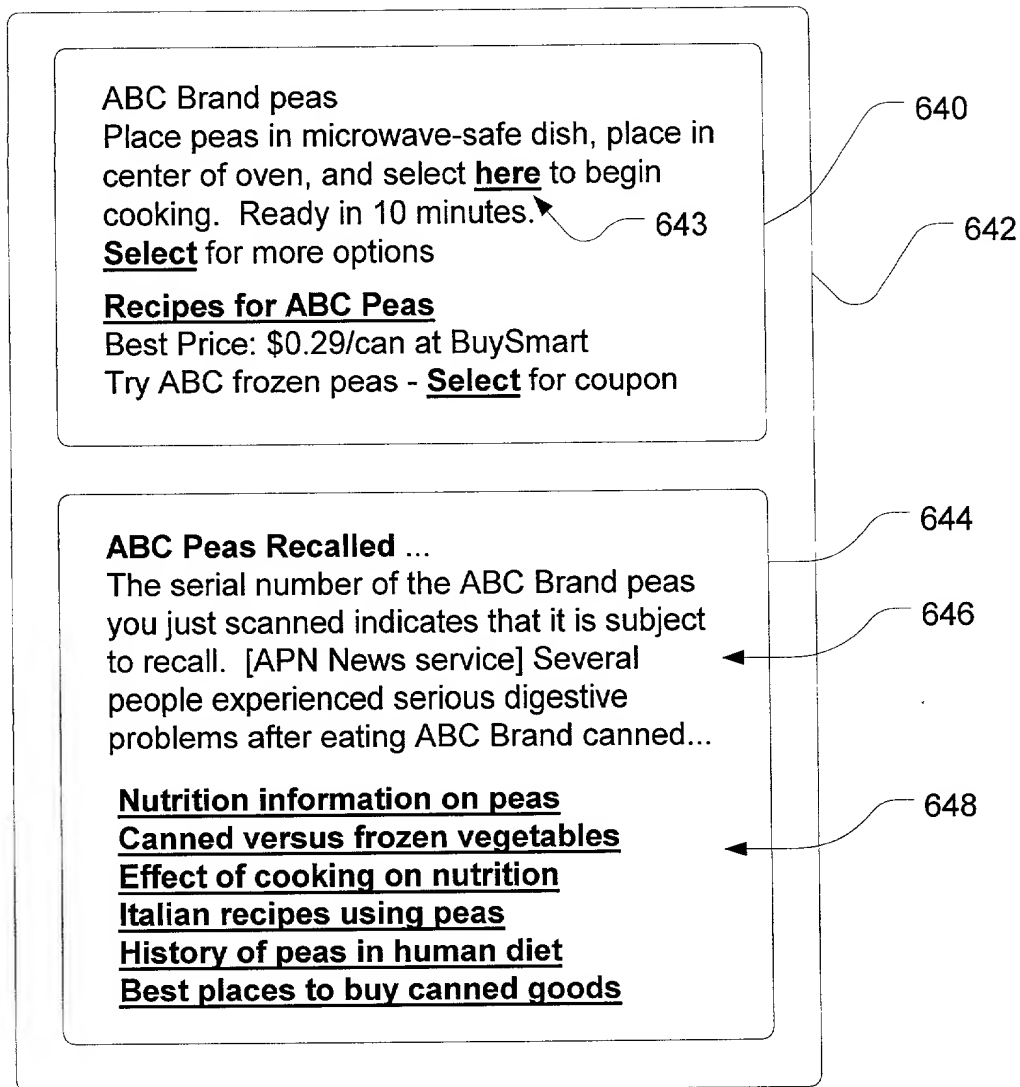 ABC Brand peas
Place peas in microwave-safe dish, place in
center of oven, and select here to begin
cooking.  Ready in 10 minutes.
Select for more options
Recipes for ABC Peas
Best Price: $0.29/can at BuySmart
Try ABC frozen peas - Select for coupon
640
643
642
ABC Peas Recalled ...
The serial number of the ABC Brand peas
you just scanned indicates that it is subject
to recall.  [APN News service] Several
people experienced serious digestive
problems after eating ABC Brand canned...
644
646
Nutrition information on peas
Canned versus frozen vegetables
Effect of cooking on nutrition
Italian recipes using peas
History of peas in human diet
Best places to buy canned goods
648